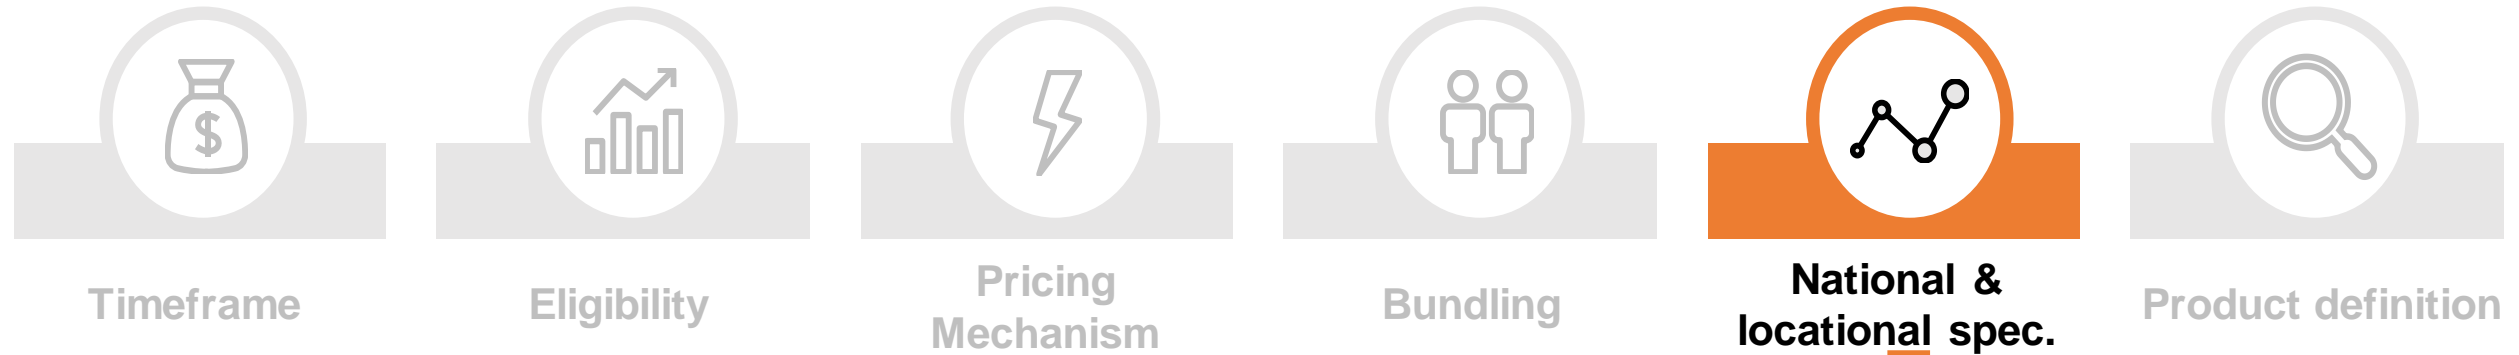 Timeframe
Eligibility
Pricing
Mechanism
Bundling
National &
locational spec.
Product definition
$